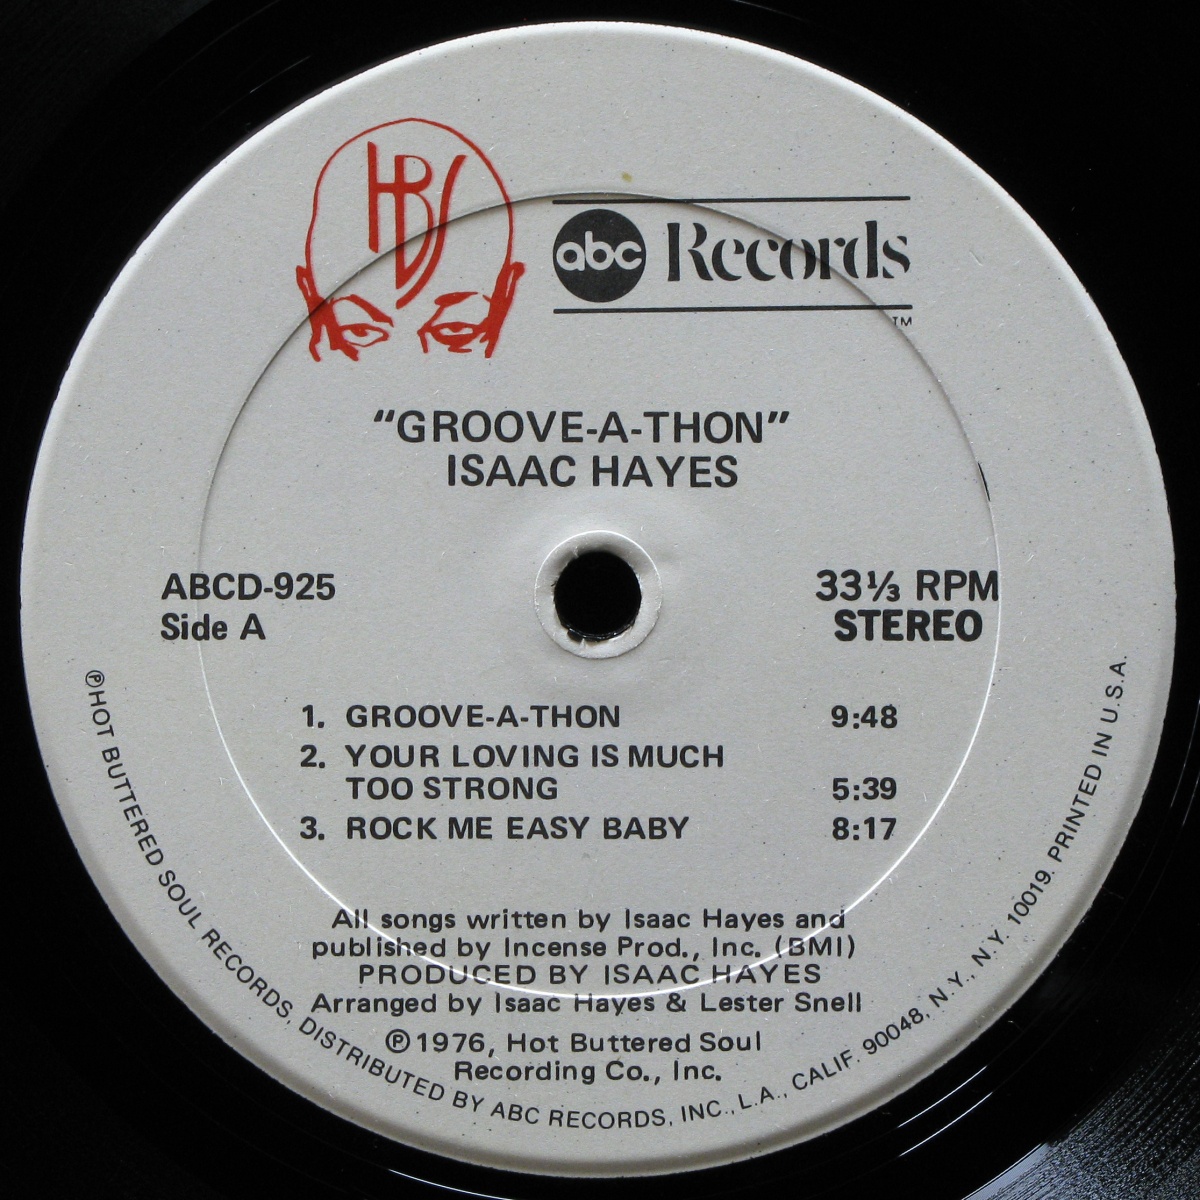 HBS
abc Records
TM
"GROOVE-A-THON"
ISAAC HAYES
ABCD-925
Side A
33⅓ RPM
STEREO
1. GROOVE-A-THON 9:48
2. YOUR LOVING IS MUCH
TOO STRONG 5:39
3. ROCK ME EASY BABY 8:17
All songs written by Isaac Hayes and
published by Incense Prod., Inc. (BMI)
PRODUCED BY ISAAC HAYES
Arranged by Isaac Hayes & Lester Snell
℗1976, Hot Buttered Soul
Recording Co., Inc.
℗HOT BUTTERED SOUL RECORDS, DISTRIBUTED BY ABC RECORDS, INC., L.A., CALIF. 90048, N.Y., N.Y. 10019. PRINTED IN U.S.A.